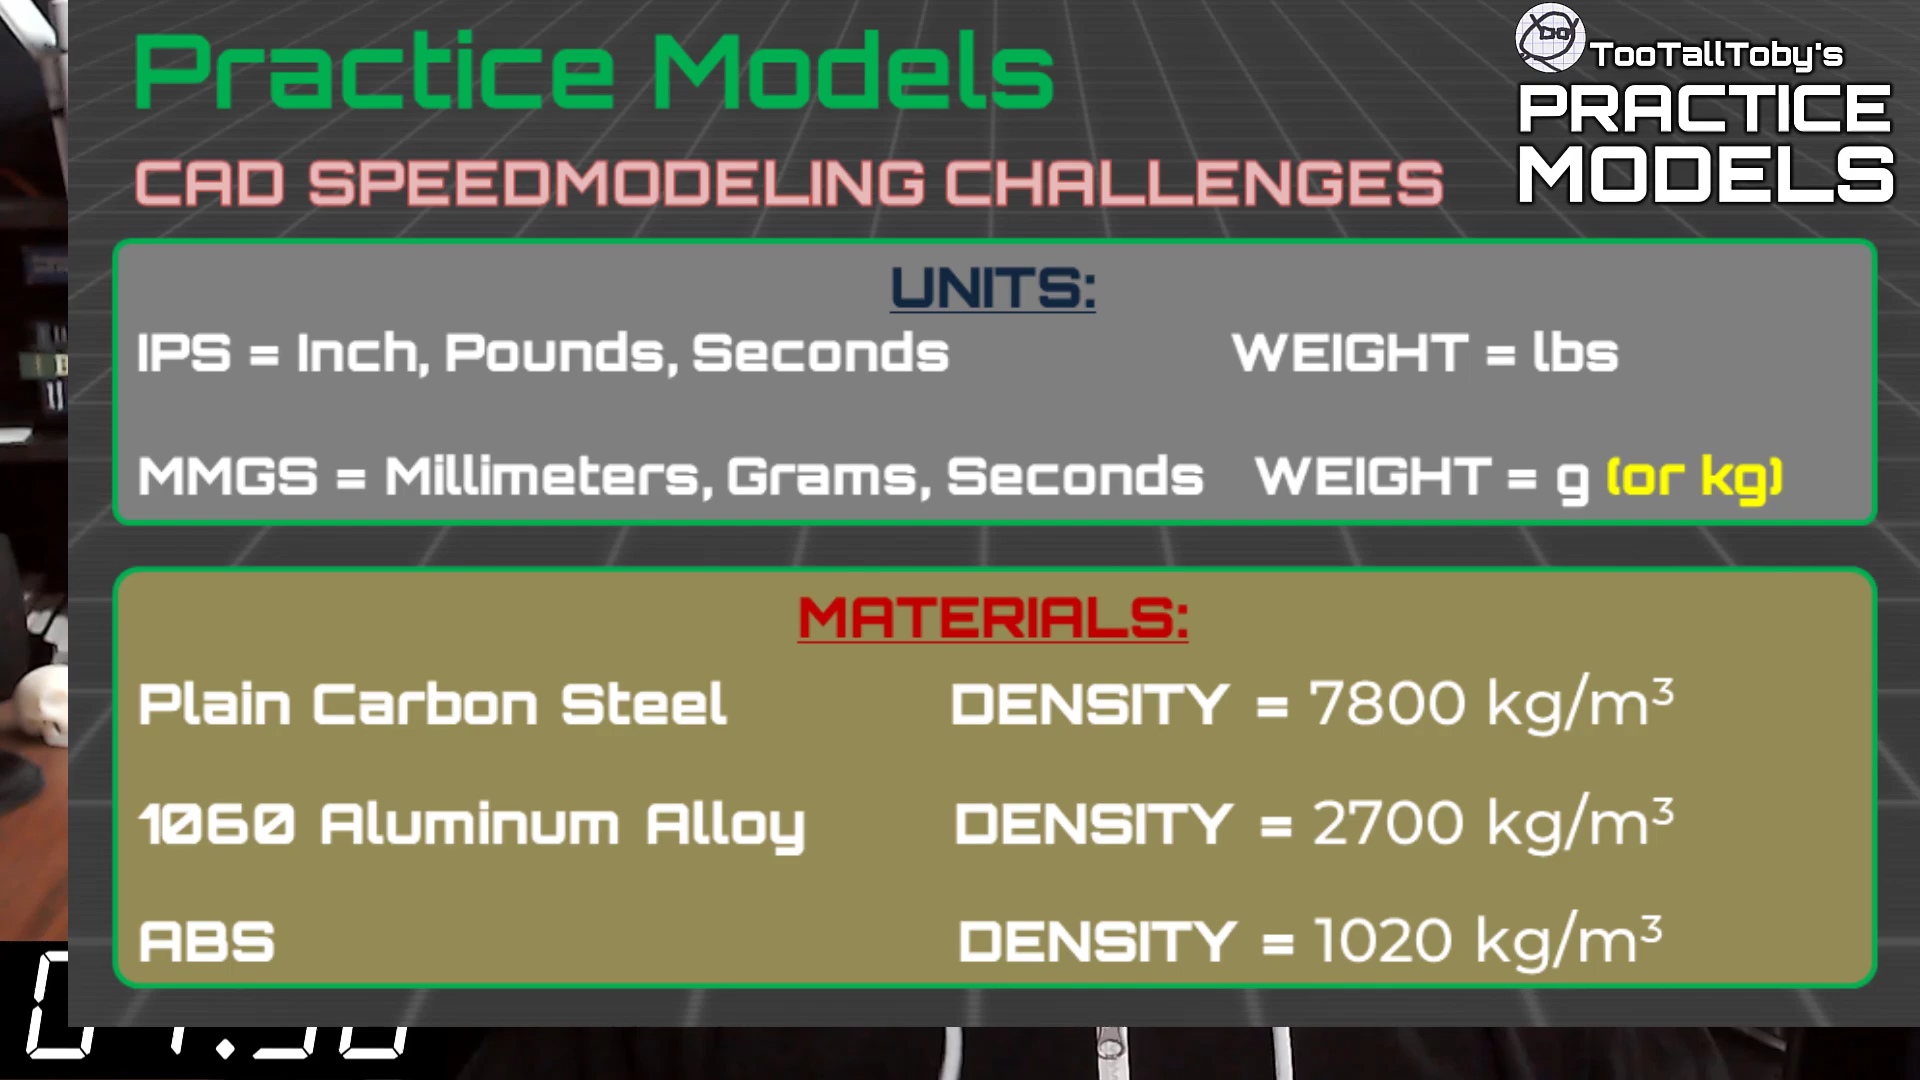 Practice Models
TooTallToby's
PRACTICE
MODELS
CAD SPEEDMODELING CHALLENGES
UNITS:
IPS = Inch, Pounds, Seconds WEIGHT = lbs
MMGS = Millimeters, Grams, Seconds WEIGHT = g (or kg)
MATERIALS:
Plain Carbon Steel DENSITY = 7800 kg/m³
1060 Aluminum Alloy DENSITY = 2700 kg/m³
ABS DENSITY = 1020 kg/m³